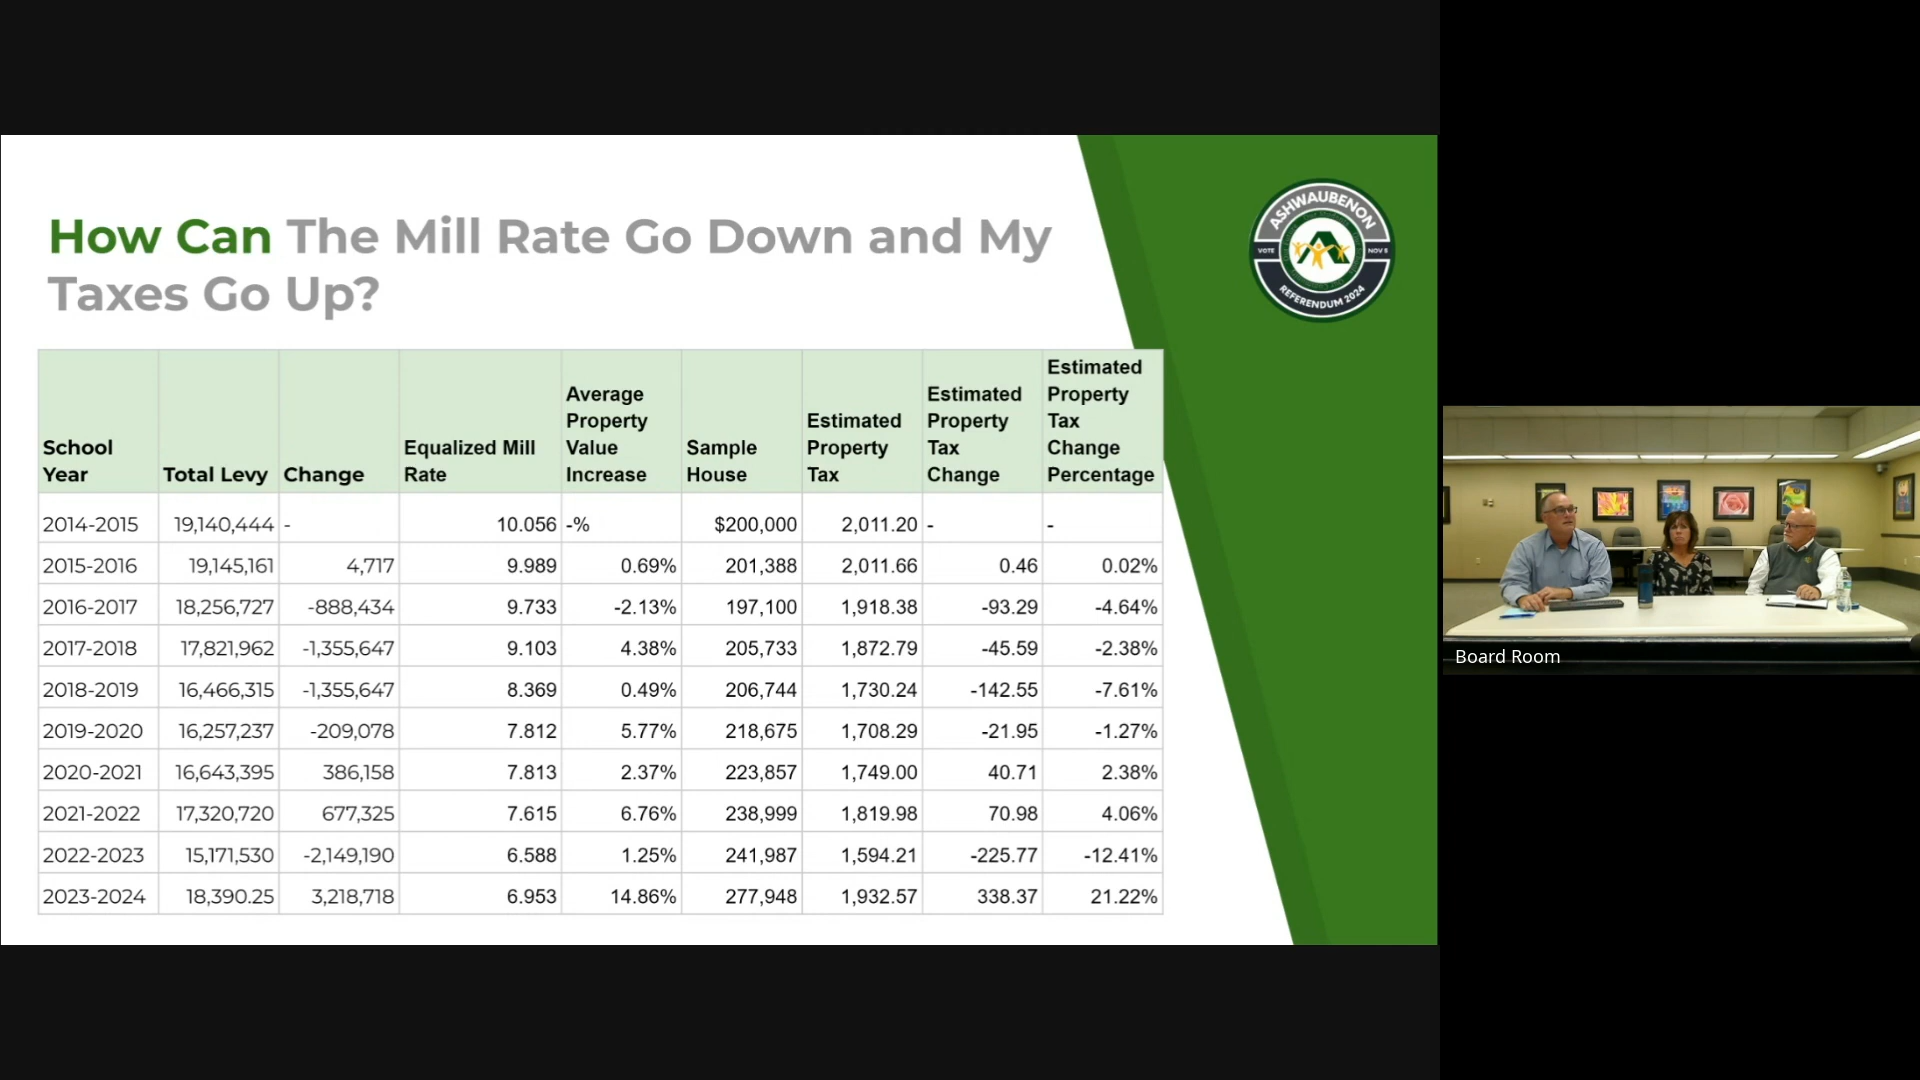 How Can The Mill Rate Go Down and My
Taxes Go Up?
ASHWAUBENON
VOTE
NOV 5
REFERENDUM 2024
School Year	Total Levy	Change	Equalized Mill Rate	Average Property Value Increase	Sample House	Estimated Property Tax	Estimated Property Tax Change	Estimated Property Tax Change Percentage
2014-2015	19,140,444	-	10.056	-%	$200,000	2,011.20	-	-
2015-2016	19,145,161	4,717	9.989	0.69%	201,388	2,011.66	0.46	0.02%
2016-2017	18,256,727	-888,434	9.733	-2.13%	197,100	1,918.38	-93.29	-4.64%
2017-2018	17,821,962	-1,355,647	9.103	4.38%	205,733	1,872.79	-45.59	-2.38%
2018-2019	16,466,315	-1,355,647	8.369	0.49%	206,744	1,730.24	-142.55	-7.61%
2019-2020	16,257,237	-209,078	7.812	5.77%	218,675	1,708.29	-21.95	-1.27%
2020-2021	16,643,395	386,158	7.813	2.37%	223,857	1,749.00	40.71	2.38%
2021-2022	17,320,720	677,325	7.615	6.76%	238,999	1,819.98	70.98	4.06%
2022-2023	15,171,530	-2,149,190	6.588	1.25%	241,987	1,594.21	-225.77	-12.41%
2023-2024	18,390.25	3,218,718	6.953	14.86%	277,948	1,932.57	338.37	21.22%
Board Room